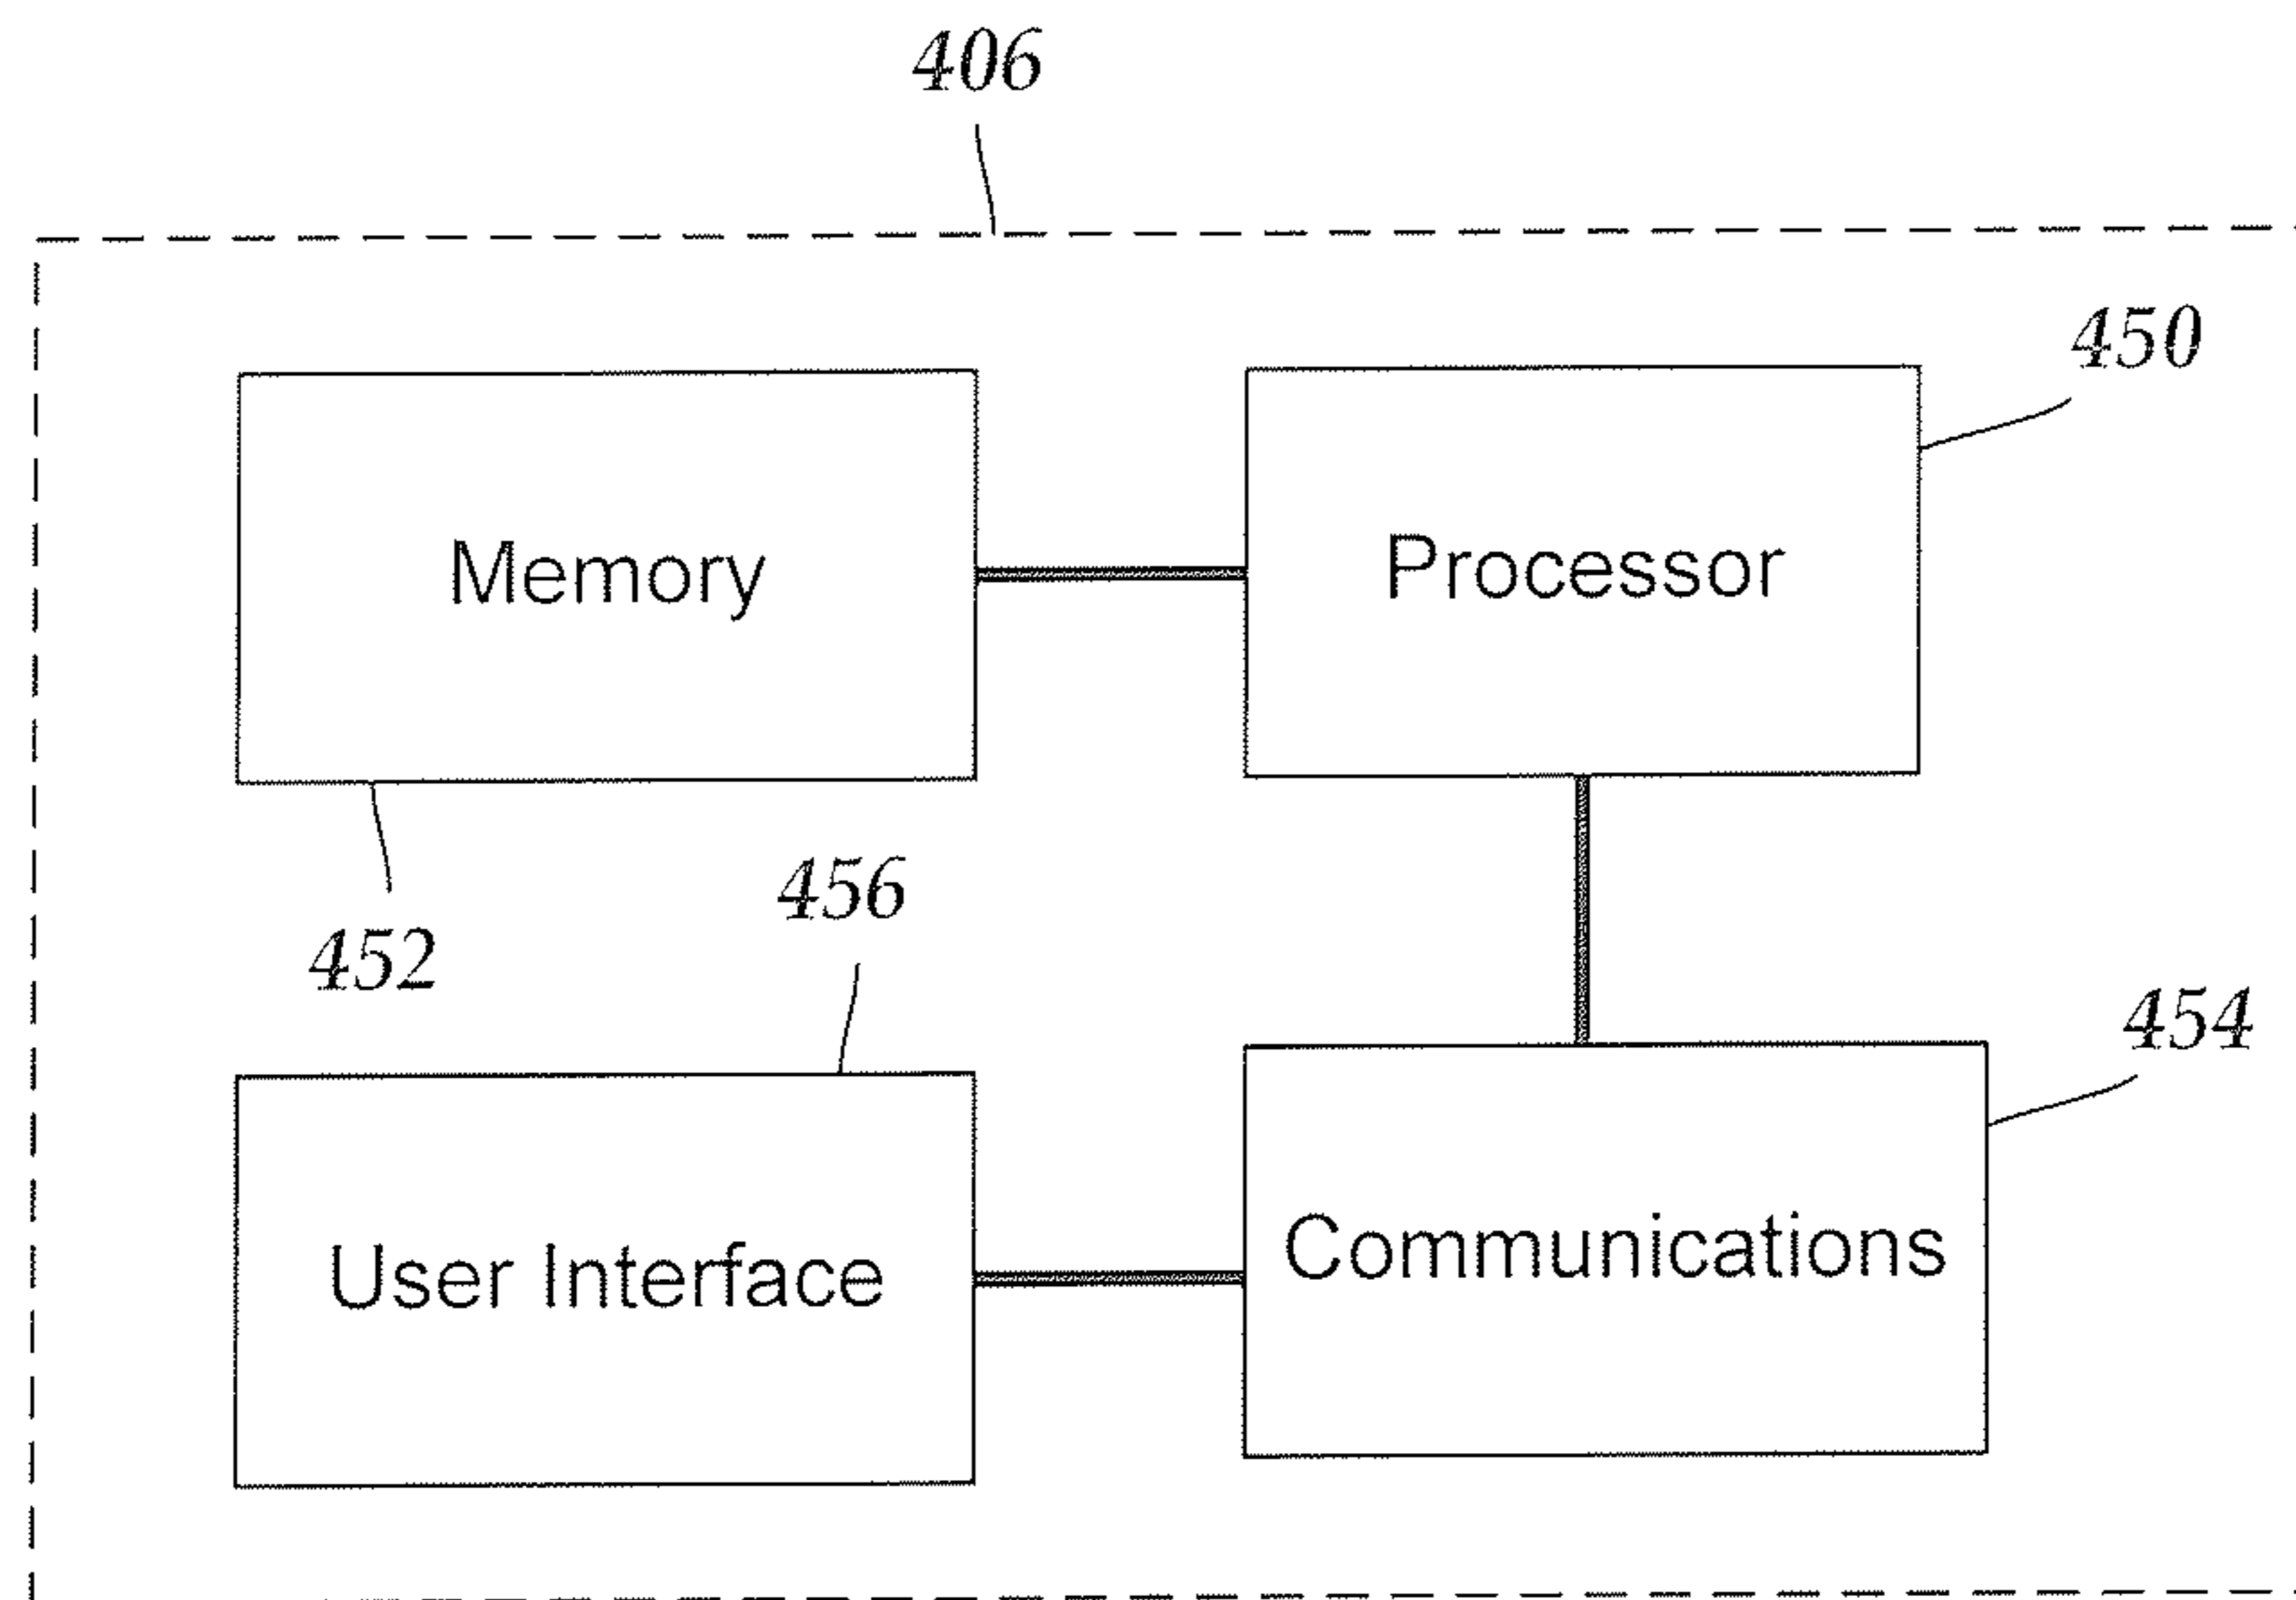 406
450
Memory
Processor
452
456
454
User Interface
Communications